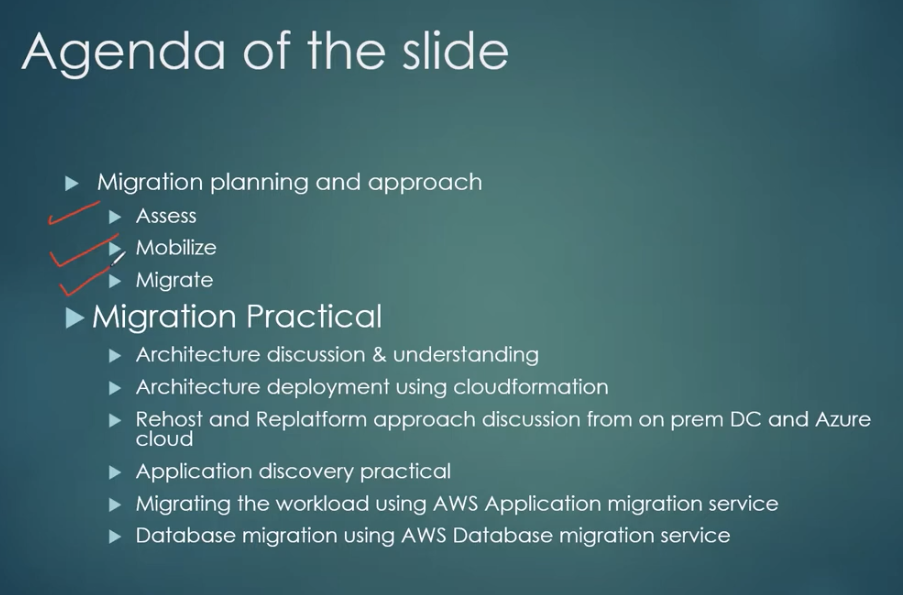 Agenda of the slide
Migration planning and approach
Assess
Mobilize
Migrate
Migration Practical
Architecture discussion & understanding
Architecture deployment using cloudformation
Rehost and Replatform approach discussion from on prem DC and Azure
cloud
Application discovery practical
Migrating the workload using AWS Application migration service
Database migration using AWS Database migration service